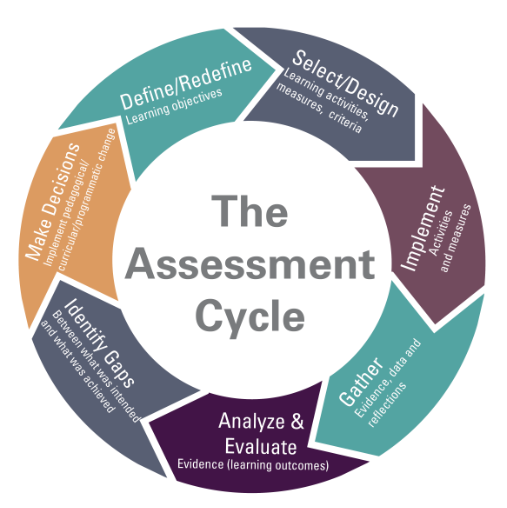 The
Assessment
Cycle
Define/Redefine
Learning objectives
Select/Design
Learning activities,
measures, criteria
Implement
Activities
and measures
Gather
Evidence, data and
reflections
Analyze &
Evaluate
Evidence (learning outcomes)
Identify Gaps
Between what was intended
and what was achieved
Make Decisions
Implement pedagogical/
curricular/programmatic change